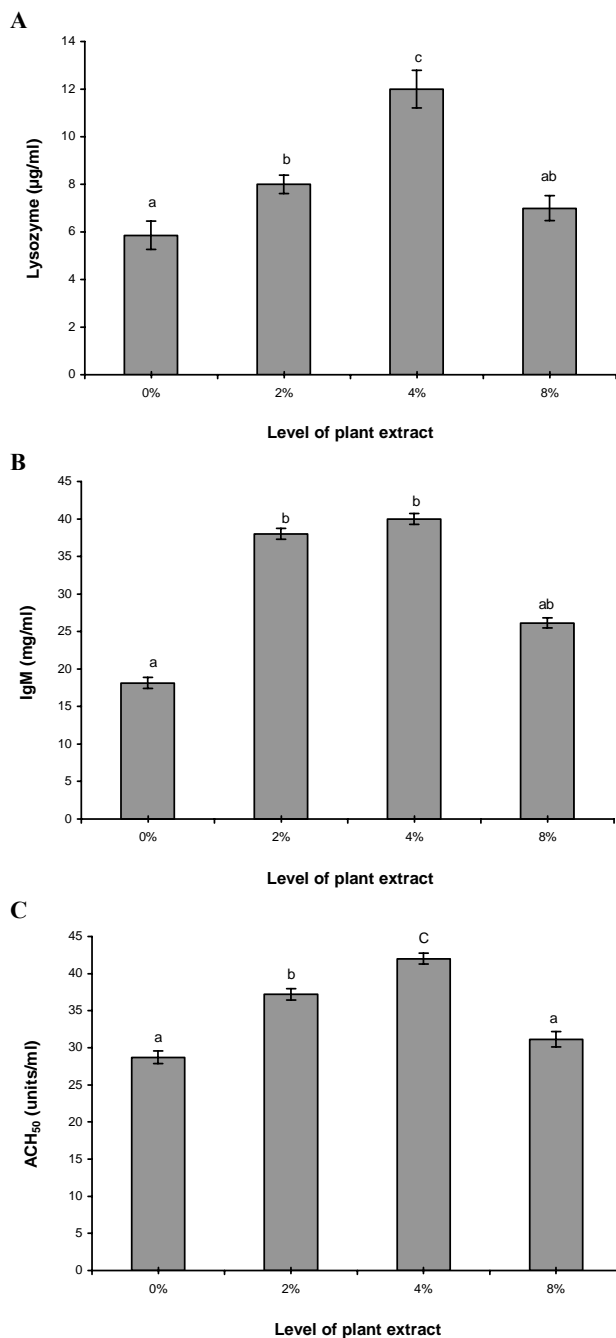 A
Lysozyme (µg/ml)
14
12
10
8
6
4
2
0
a
b
c
ab
0% 2% 4% 8%
Level of plant extract
B
IgM (mg/ml)
45
40
35
30
25
20
15
10
5
0
a
b
b
ab
0% 2% 4% 8%
Level of plant extract
C
ACH50 (units/ml)
45
40
35
30
25
20
15
10
5
0
a
b
C
a
0% 2% 4% 8%
Level of plant extract